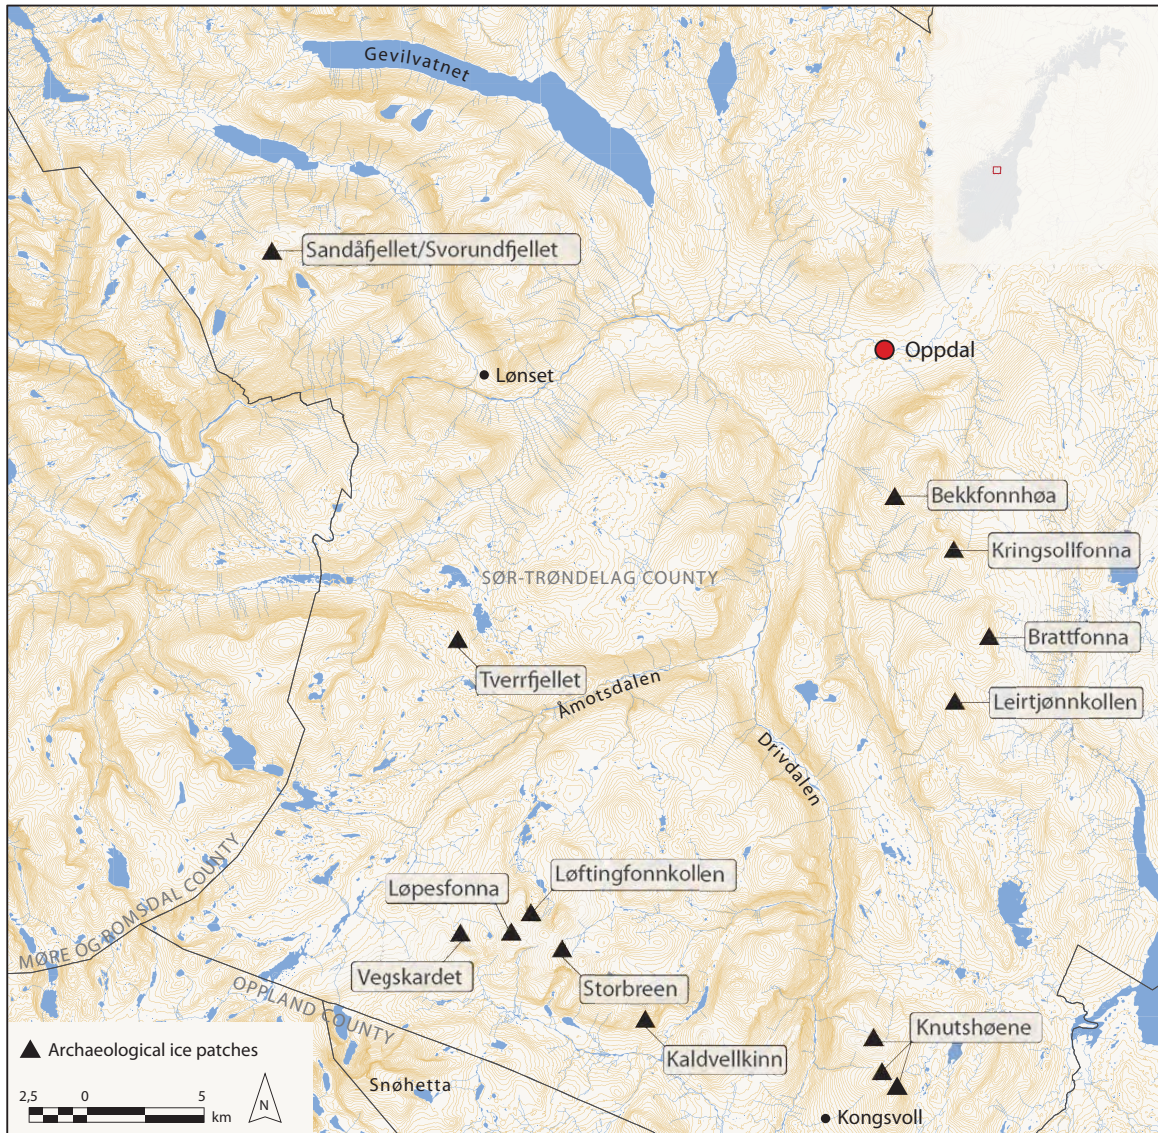 Gevilvatnet
Sandåfjellet/Svorundfjellet
Oppdal
Lønset
Bekkfonnhøa
Kringsollfonna
SØR-TRØNDELAG COUNTY
Brattfonna
Tverrfjellet
Åmotsdalen
Leirtjønnkollen
Drivdalen
MØRE OG ROMSDAL COUNTY
Løftingfonnkollen
Løpesfonna
Vegskardet
Storbreen
OPPLAND COUNTY
Knutshøene
Kaldvellkinn
Archaeological ice patches
Snøhetta
2,5 0 5
km
N
Kongsvoll